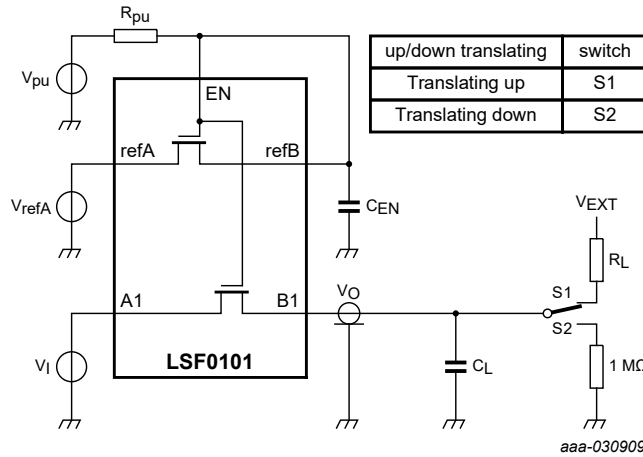 Rpu
Vpu
EN
refA
refB
VrefA
CEN
A1
B1
VO
VI
LSF0101
CL
up/down translating switch
Translating up S1
Translating down S2
VEXT
RL
S1
S2
1 MΩ
aaa-030909